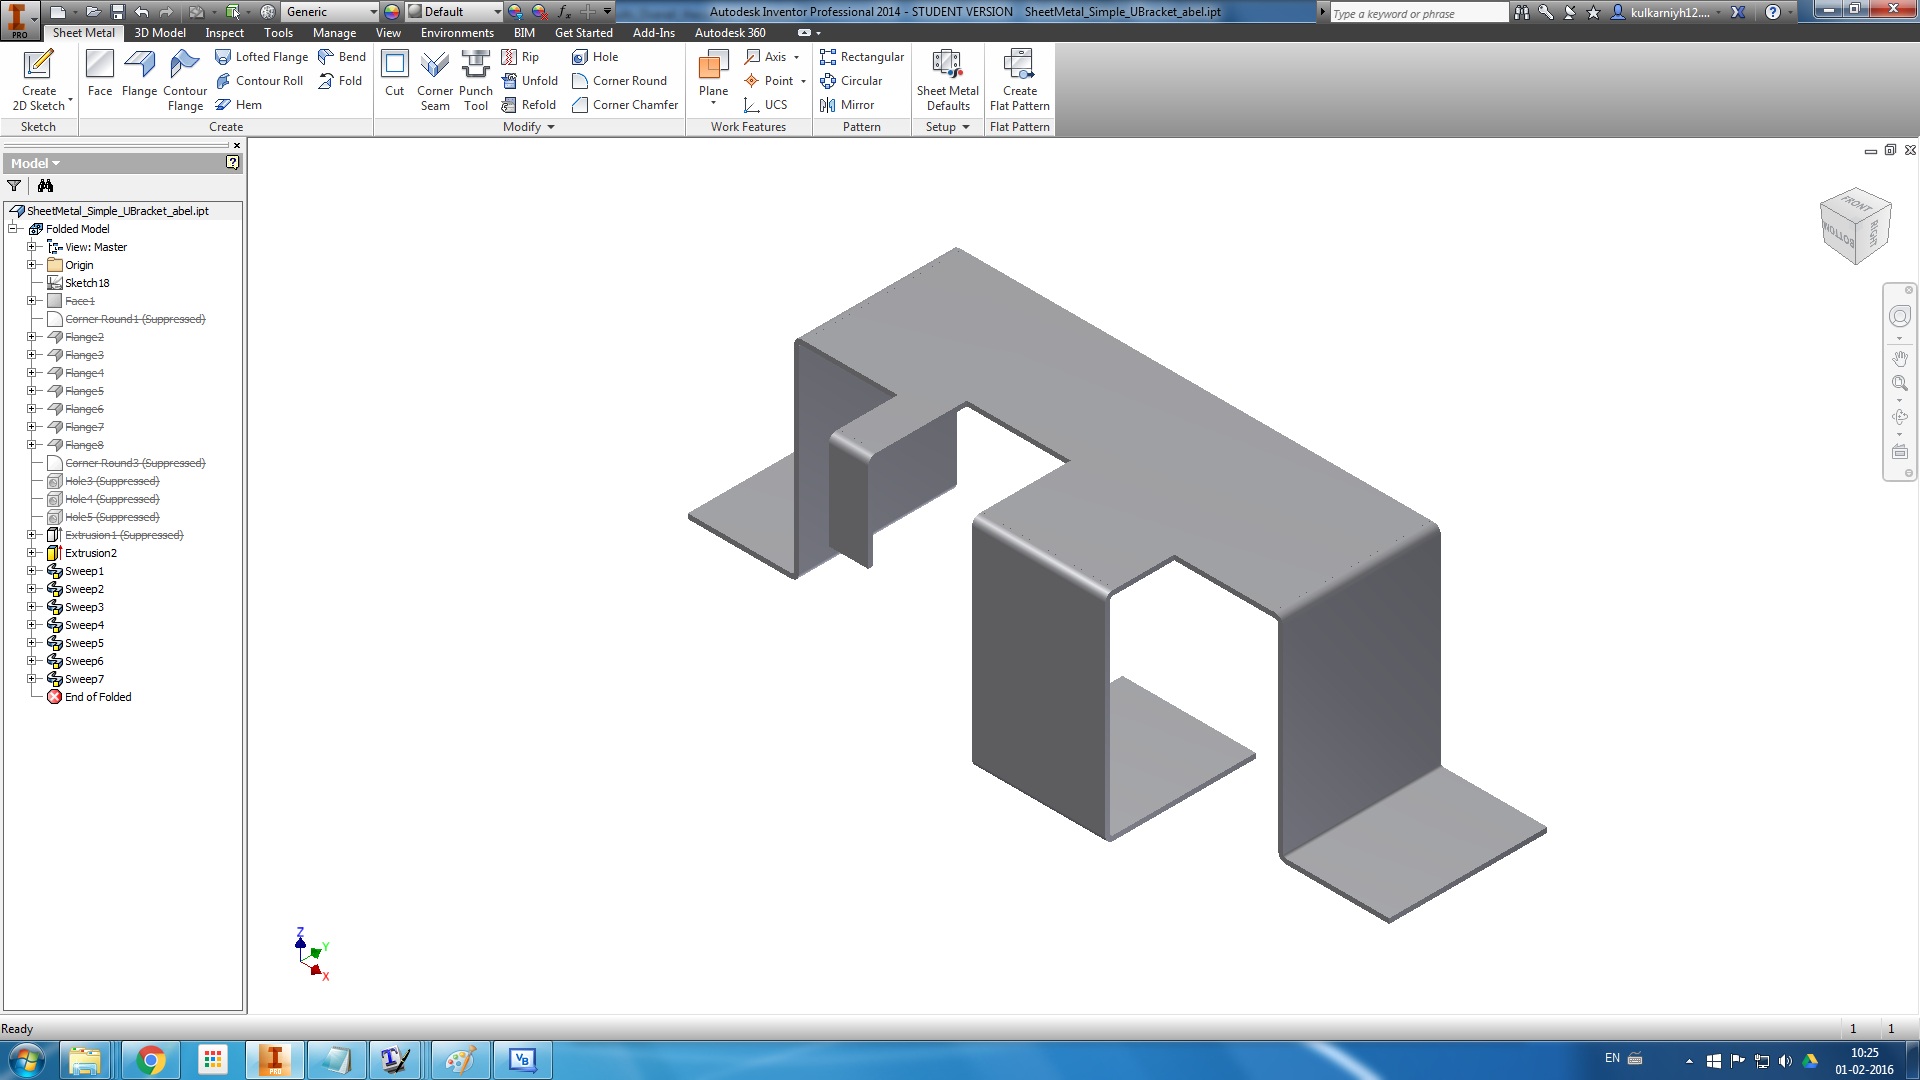 Generic
Default
Autodesk Inventor Professional 2014 - STUDENT VERSION SheetMetal_Simple_UBracket_abel.ipt
Type a keyword or phrase
kulkarniyh12....
PRO
Sheet Metal 3D Model Inspect Tools Manage View Environments BIM Get Started Add-Ins Autodesk 360
Create 2D Sketch
Face
Flange
Contour Flange
Lofted Flange
Contour Roll
Hem
Bend
Fold
Cut
Corner Seam
Punch Tool
Rip
Unfold
Refold
Hole
Corner Round
Corner Chamfer
Plane
Axis
Point
UCS
Rectangular
Circular
Mirror
Sheet Metal Defaults
Create Flat Pattern
Sketch Create Modify Work Features Pattern Setup Flat Pattern
Model
SheetMetal_Simple_UBracket_abel.ipt
Folded Model
View: Master
Origin
Sketch18
Face1
Corner Round1 (Suppressed)
Flange2
Flange3
Flange4
Flange5
Flange6
Flange7
Flange8
Corner Round3 (Suppressed)
Hole3 (Suppressed)
Hole4 (Suppressed)
Hole5 (Suppressed)
Extrusion1 (Suppressed)
Extrusion2
Sweep1
Sweep2
Sweep3
Sweep4
Sweep5
Sweep6
Sweep7
End of Folded
FRONT
BOTTOM
RIGHT
Z
Y
X
Ready
1 1
PRO
VB
EN
10:25
01-02-2016